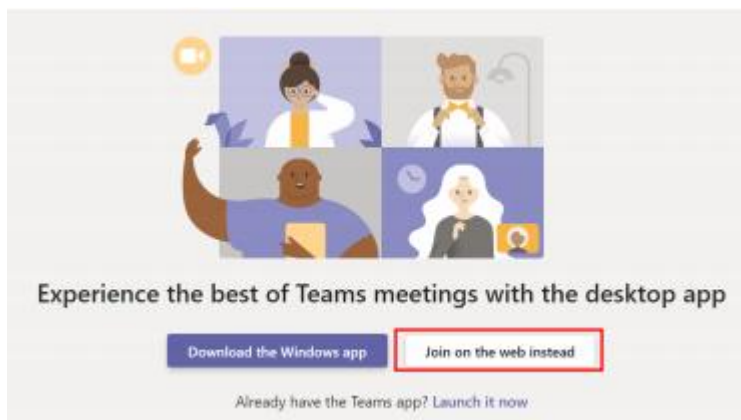 Experience the best of Teams meetings with the desktop app
Download the Windows app
Join on the web instead
Already have the Teams app? Launch it now